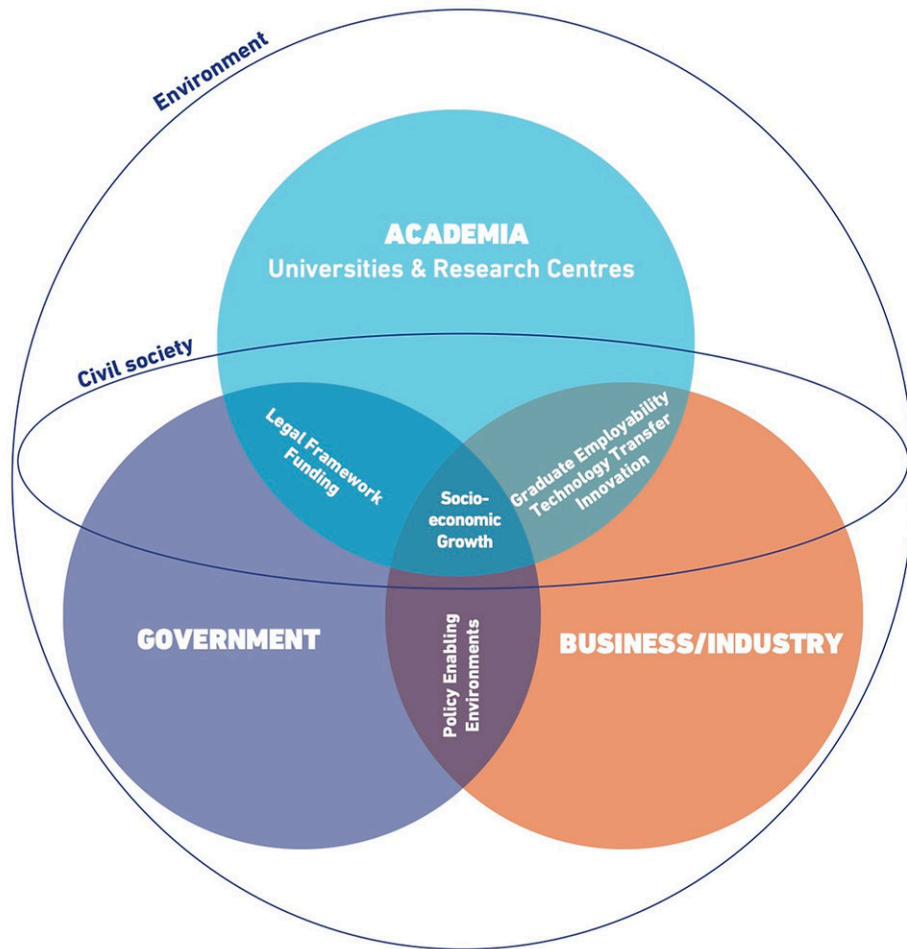 Environment
ACADEMIA
Universities & Research Centres
Civil society
Legal Framework
Funding
Graduate Employability
Technology Transfer
Innovation
Socio-
economic
Growth
GOVERNMENT
BUSINESS/INDUSTRY
Policy Enabling
Environments